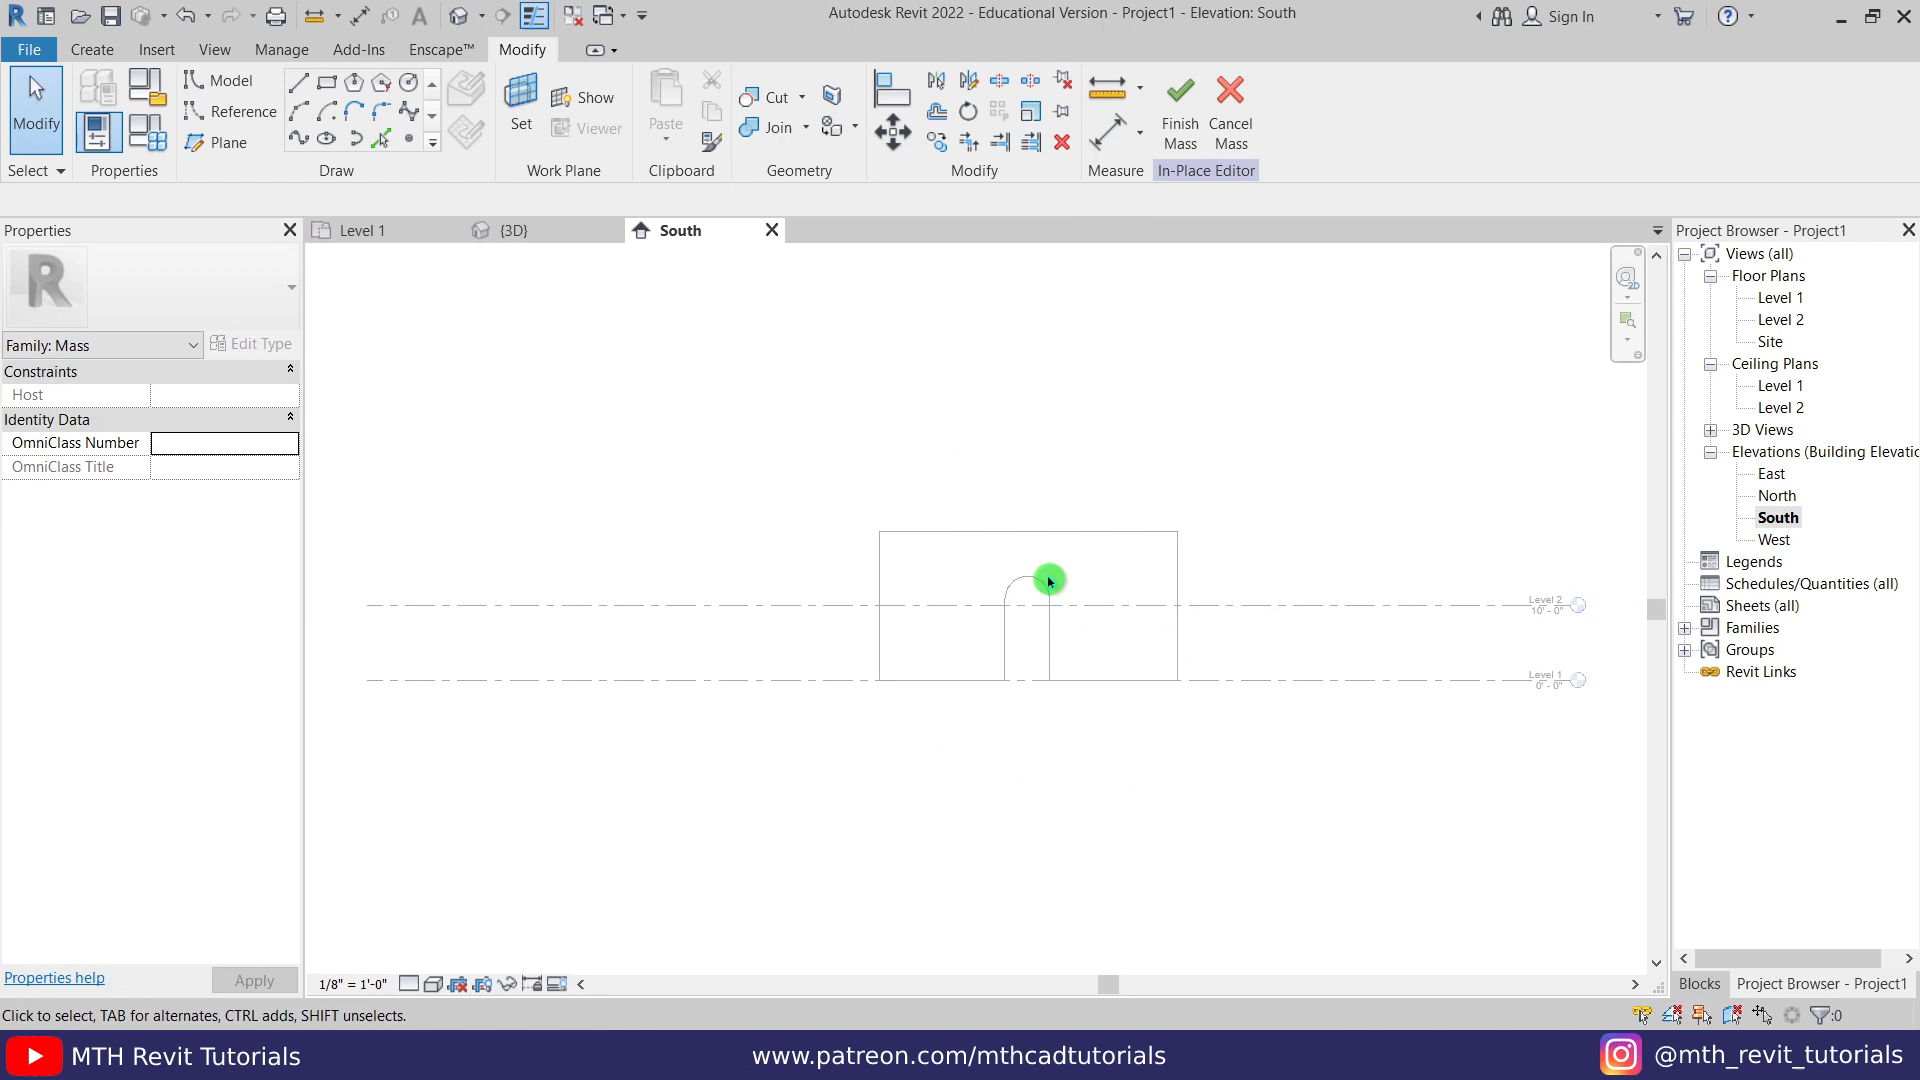 Autodesk Revit 2022 - Educational Version - Project1 - Elevation: South
Sign In
File Create Insert View Manage Add-Ins Enscape™ Modify
Modify
Model
Reference
Plane
Set
Show
Viewer
Paste
Cut
Join
Finish Mass
Cancel Mass
Select Properties Draw Work Plane Clipboard Geometry Modify Measure In-Place Editor
Properties
Level 1
{3D}
South
Project Browser - Project1
R
Family: Mass
Edit Type
Constraints
Host
Identity Data
OmniClass Number
OmniClass Title
2D
Level 2
10' - 0"
Level 1
0' - 0"
Views (all)
Floor Plans
Level 1
Level 2
Site
Ceiling Plans
Level 1
Level 2
3D Views
Elevations (Building Elevatic
East
North
South
West
Legends
Schedules/Quantities (all)
Sheets (all)
Families
Groups
Revit Links
Properties help
Apply
1/8" = 1'-0"
Blocks
Project Browser - Project1
Click to select, TAB for alternates, CTRL adds, SHIFT unselects.
:0
MTH Revit Tutorials
www.patreon.com/mthcadtutorials
@mth_revit_tutorials